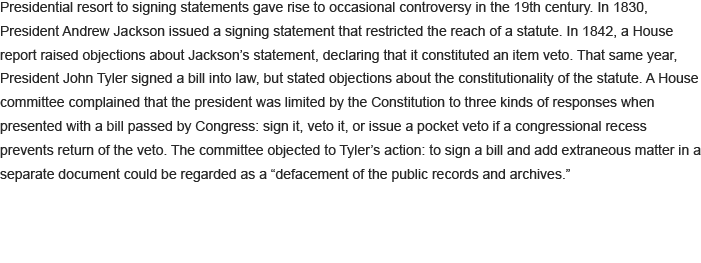 Presidential resort to signing statements gave rise to occasional controversy in the 19th century. In 1830,
President Andrew Jackson issued a signing statement that restricted the reach of a statute. In 1842, a House
report raised objections about Jackson’s statement, declaring that it constituted an item veto. That same year,
President John Tyler signed a bill into law, but stated objections about the constitutionality of the statute. A House
committee complained that the president was limited by the Constitution to three kinds of responses when
presented with a bill passed by Congress: sign it, veto it, or issue a pocket veto if a congressional recess
prevents return of the veto. The committee objected to Tyler’s action: to sign a bill and add extraneous matter in a
separate document could be regarded as a “defacement of the public records and archives.”